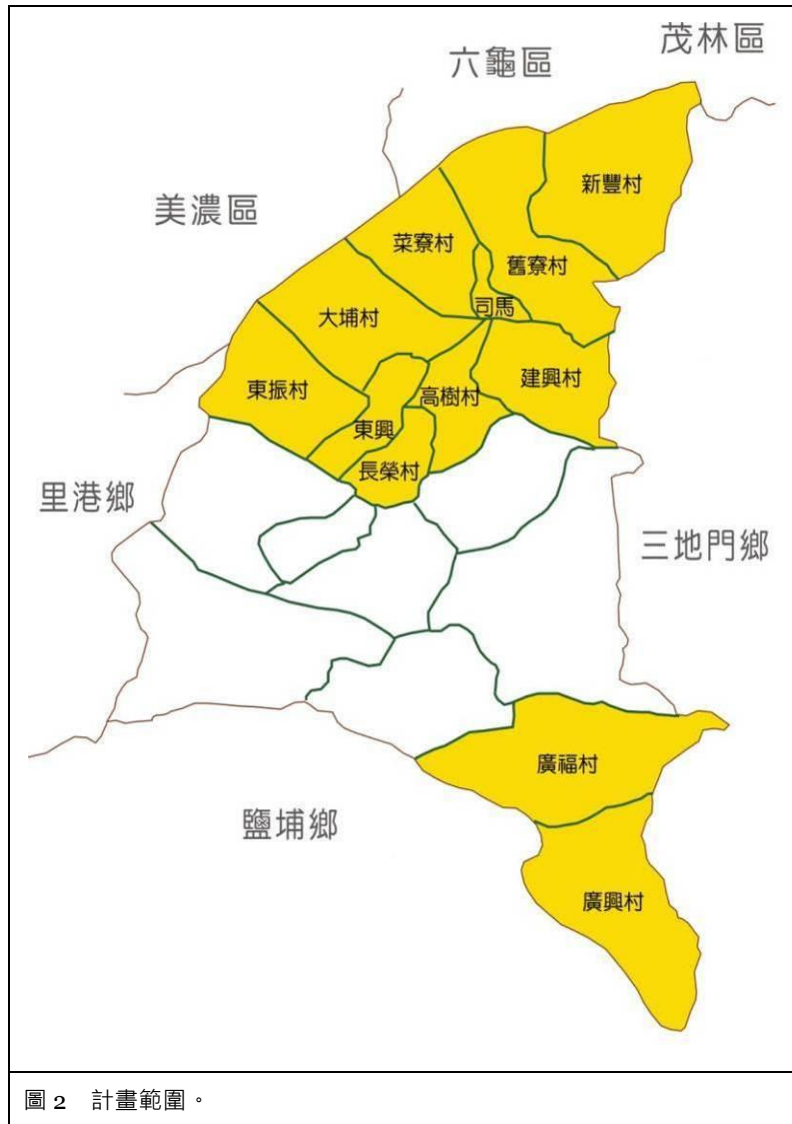 茂林區
六龜區
新豐村
美濃區
菜寮村
舊寮村
司馬
大埔村
建興村
東振村
高樹村
東興
長榮村
里港鄉
三地門鄉
廣福村
鹽埔鄉
廣興村
圖 2 計畫範圍。